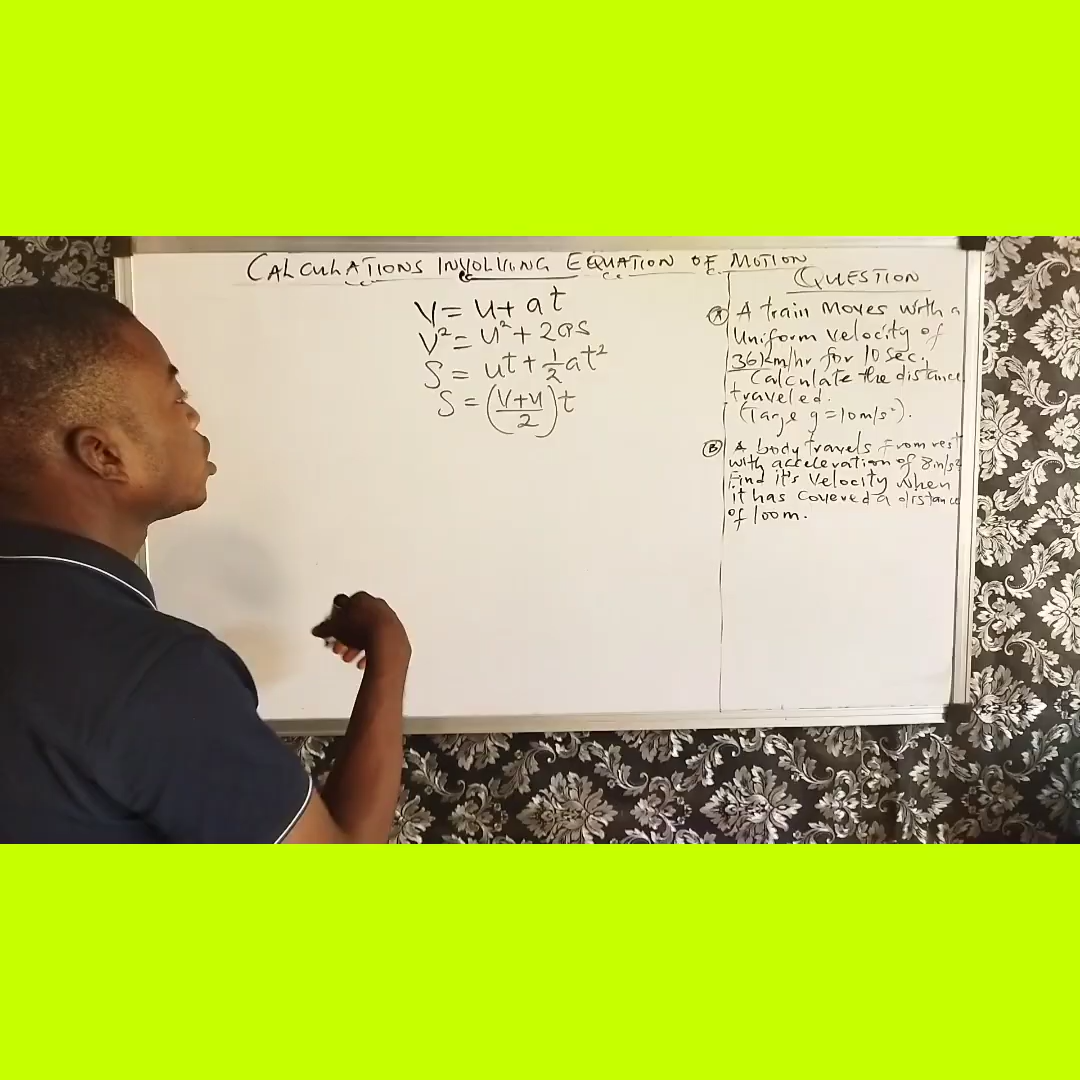 CALCULATIONS INVOLVING EQUATION OF MOTION
V = u + at
V² = u² + 2as
S = ut + 1/2 at²
S = (V+u/2)t
QUESTION
(A) A train moves with a
uniform velocity of
36km/hr for 10 sec.
Calculate the distance
traveled.
(Take g = 10m/s²).
(B) A body travels from rest
with acceleration of 8m/s²
Find it's velocity when
it has covered a distance
of 100m.